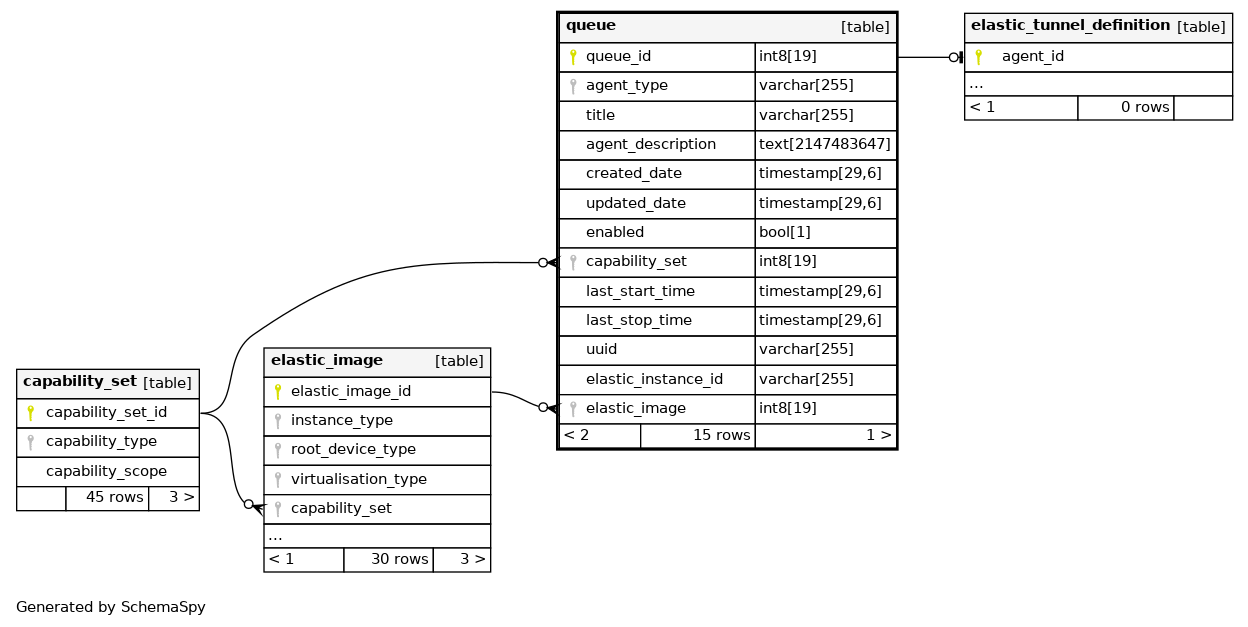 queue [table]
queue_id int8[19]
agent_type varchar[255]
title varchar[255]
agent_description text[2147483647]
created_date timestamp[29,6]
updated_date timestamp[29,6]
enabled bool[1]
capability_set int8[19]
last_start_time timestamp[29,6]
last_stop_time timestamp[29,6]
uuid varchar[255]
elastic_instance_id varchar[255]
elastic_image int8[19]
< 2 15 rows 1 >
elastic_tunnel_definition [table]
agent_id
...
< 1 0 rows
elastic_image [table]
elastic_image_id
instance_type
root_device_type
virtualisation_type
capability_set
...
< 1 30 rows 3 >
capability_set [table]
capability_set_id
capability_type
capability_scope
45 rows 3 >
Generated by SchemaSpy